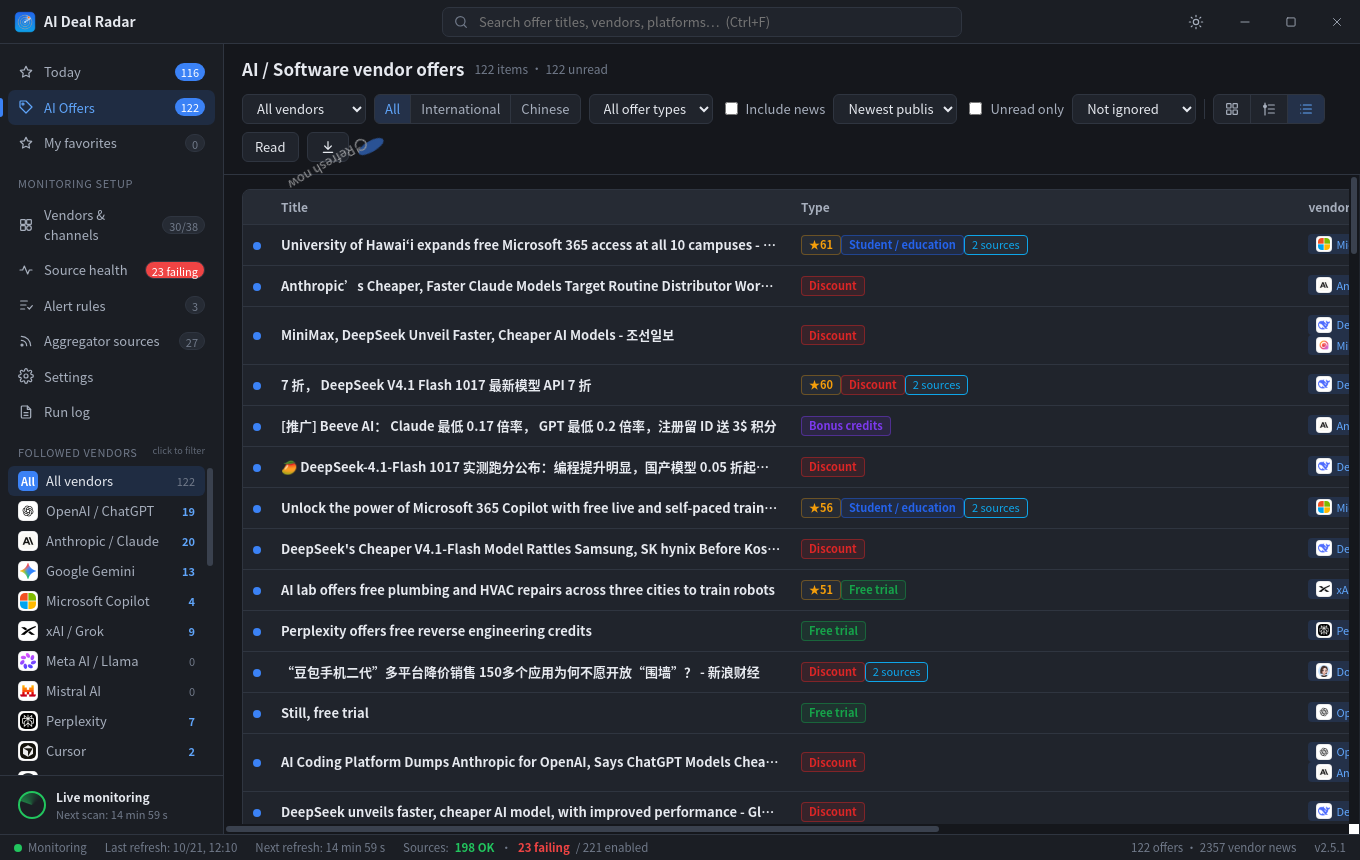 AI Deal Radar
Search offer titles, vendors, platforms… (Ctrl+F)
Today 116
AI Offers 122
My favorites 0
MONITORING SETUP
Vendors & channels 30/38
Source health 23 failing
Alert rules 3
Aggregator sources 27
Settings
Run log
FOLLOWED VENDORS click to filter
All All vendors 122
OpenAI / ChatGPT 19
Anthropic / Claude 20
Google Gemini 13
Microsoft Copilot 4
xAI / Grok 9
Meta AI / Llama 0
Mistral AI 0
Perplexity 7
Cursor 2
Live monitoring
Next scan: 14 min 59 s
AI / Software vendor offers 122 items · 122 unread
All vendors All International Chinese All offer types Include news Newest publis Unread only Not ignored
Read Refresh now
Title Type vendor
University of Hawaiʻi expands free Microsoft 365 access at all 10 campuses - … ★61 Student / education 2 sources Mi
Anthropic’s Cheaper, Faster Claude Models Target Routine Distributor Wor… Discount An
MiniMax, DeepSeek Unveil Faster, Cheaper AI Models - 조선일보 Discount De
Mi
7 折， DeepSeek V4.1 Flash 1017 最新模型 API 7 折 ★60 Discount 2 sources De
[推广] Beeve AI： Claude 最低 0.17 倍率， GPT 最低 0.2 倍率，注册留 ID 送 3$ 积分 Bonus credits An
🥭 DeepSeek-4.1-Flash 1017 实测跑分公布：编程提升明显，国产模型 0.05 折起… Discount De
Unlock the power of Microsoft 365 Copilot with free live and self-paced train… ★56 Student / education 2 sources Mi
DeepSeek's Cheaper V4.1-Flash Model Rattles Samsung, SK hynix Before Kos… Discount De
AI lab offers free plumbing and HVAC repairs across three cities to train robots ★51 Free trial xA
Perplexity offers free reverse engineering credits Free trial Pe
“豆包手机二代”多平台降价销售 150多个应用为何不愿开放“围墙”？ - 新浪财经 Discount 2 sources Do
Still, free trial Free trial Op
AI Coding Platform Dumps Anthropic for OpenAI, Says ChatGPT Models Chea… Discount Op
An
DeepSeek unveils faster, cheaper AI model, with improved performance - Gl… Discount De
Monitoring Last refresh: 10/21, 12:10 Next refresh: 14 min 59 s Sources: 198 OK · 23 failing / 221 enabled 122 offers · 2357 vendor news v2.5.1